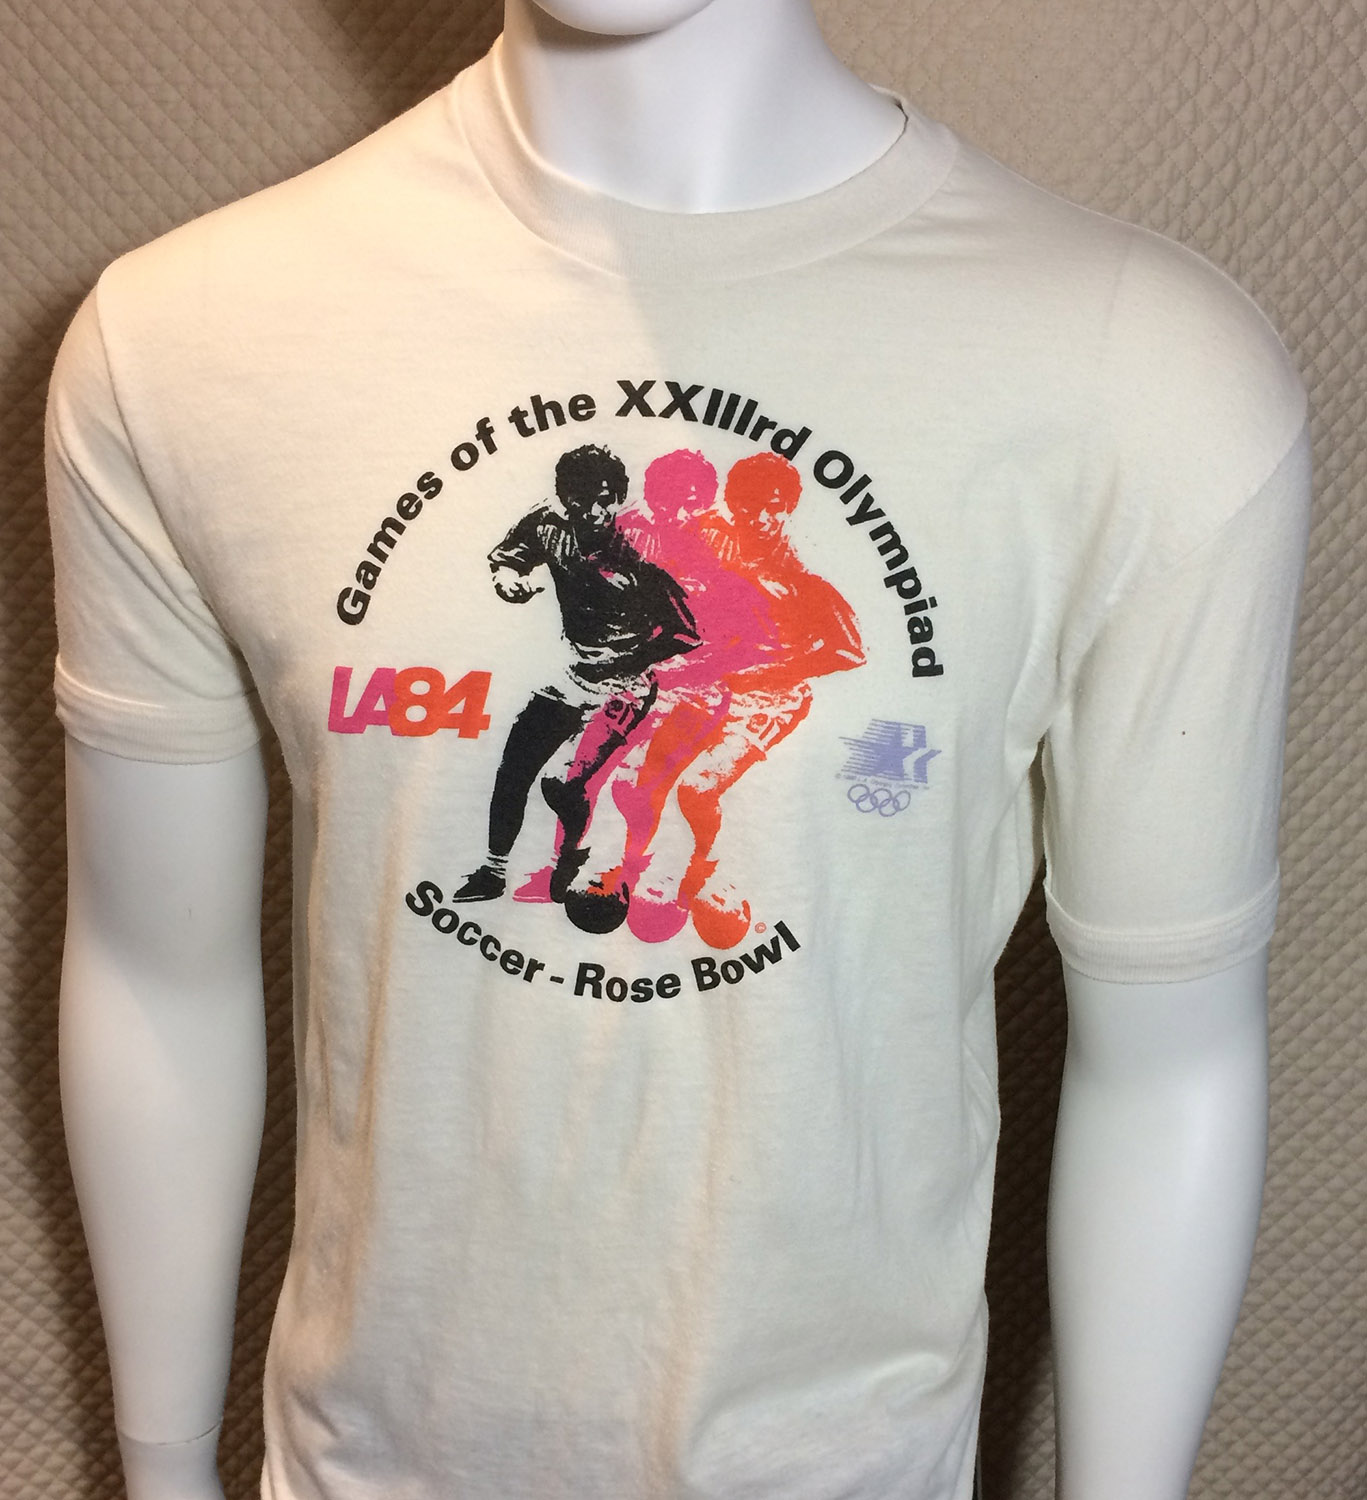 Games of the XXIIIrd Olympiad
LA84
©
Soccer - Rose Bowl